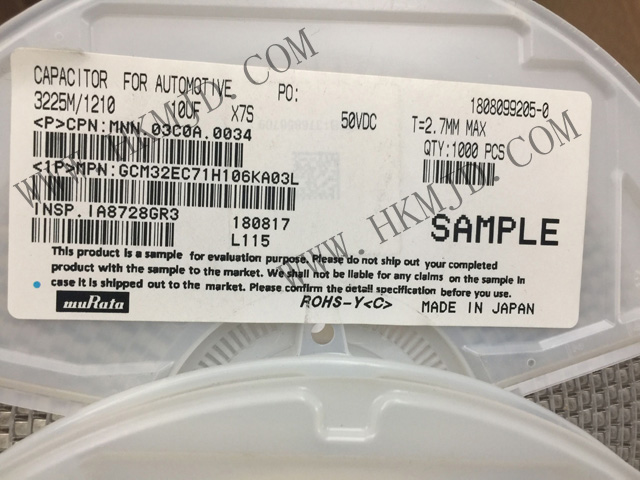 CAPACITOR FOR AUTOMOTIVE PO: 1808099205-0
3225M/1210 10UF X7S 50VDC T=2.7MM MAX
<P>CPN:MNN 03C0A.0034 QTY:1000 PCS
<1P>MPN:GCM32EC71H106KA03L
INSP.IA8728GR3 180817
L115
SAMPLE
This product is a sample for evaluation purpose. Please do not ship out your completed
product with the sample to the market. We shall not be liable for any claims on the sample in
case it is shipped out to the market. Please confirm the detail specification before you use.
muRata ROHS-Y<C> MADE IN JAPAN
WWW.HKMJD.COM
WWW.HKMJD.COM